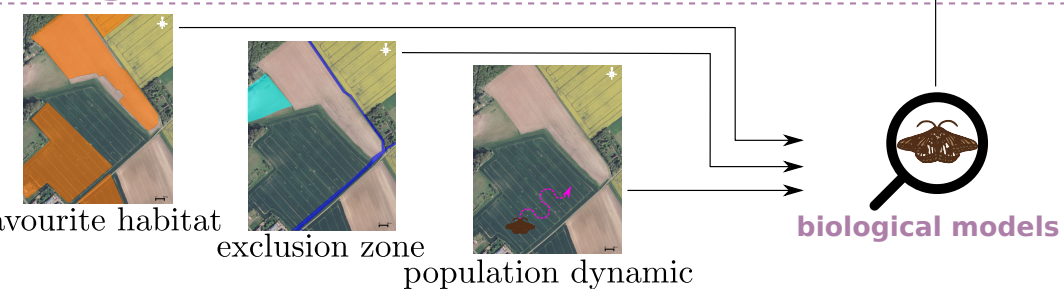 avourite habitat
exclusion zone
population dynamic
biological models